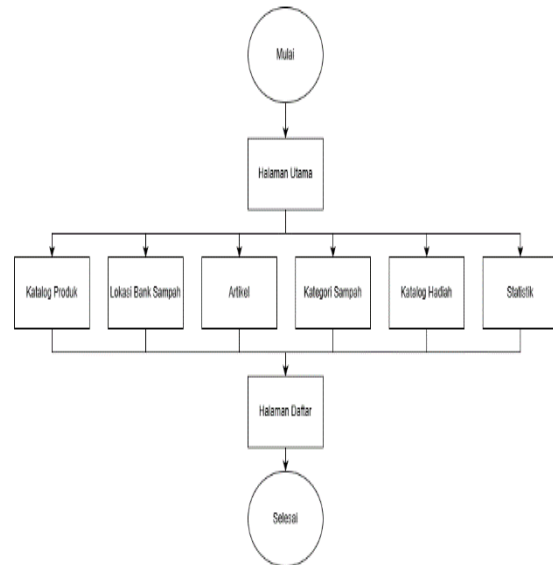 Mulai
Halaman Utama
Katalog Produk
Lokasi Bank Sampah
Artikel
Kategori Sampah
Katalog Hadiah
Statistik
Halaman Daftar
Selesai